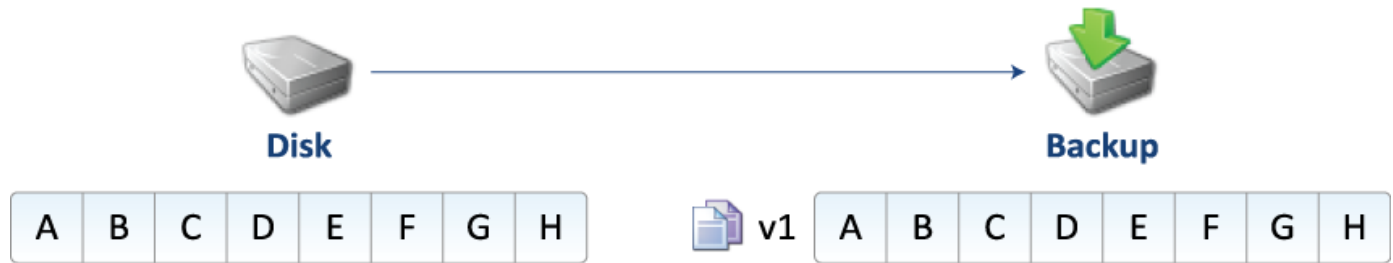 Disk Backup
A B C D E F G H v1 A B C D E F G H